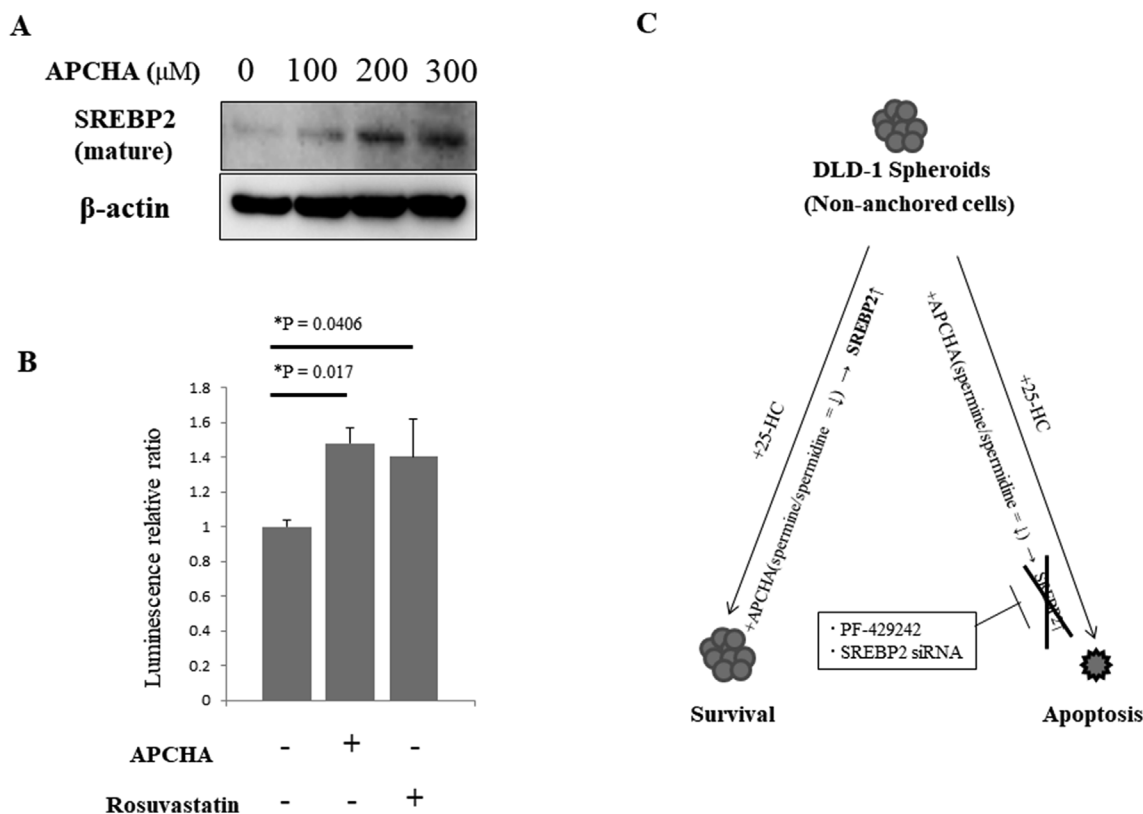 A
APCHA (μM) 0 100 200 300
SREBP2
(mature)
β-actin
B
*P = 0.0406
*P = 0.017
Luminescence relative ratio
1.8
1.6
1.4
1.2
1
0.8
0.6
0.4
0.2
0
APCHA - + -
Rosuvastatin - - +
C
DLD-1 Spheroids
(Non-anchored cells)
+25-HC
+APCHA(spermine/spermidine = ↓) → SREBP2↑
+APCHA(spermine/spermidine = ↓) → SREBP2↑
+25-HC
・PF-429242
・SREBP2 siRNA
Survival
Apoptosis